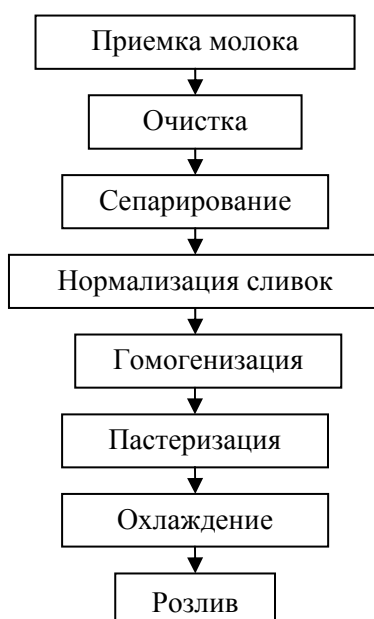 Приемка молока
Очистка
Сепарирование
Нормализация сливок
Гомогенизация
Пастеризация
Охлаждение
Розлив